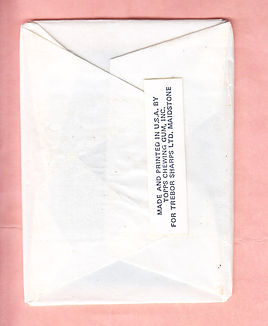 MADE AND PRINTED IN U.S.A. BY
TOPPS CHEWING GUM, INC.
FOR TREBOR SHARPS LTD. MAIDSTONE